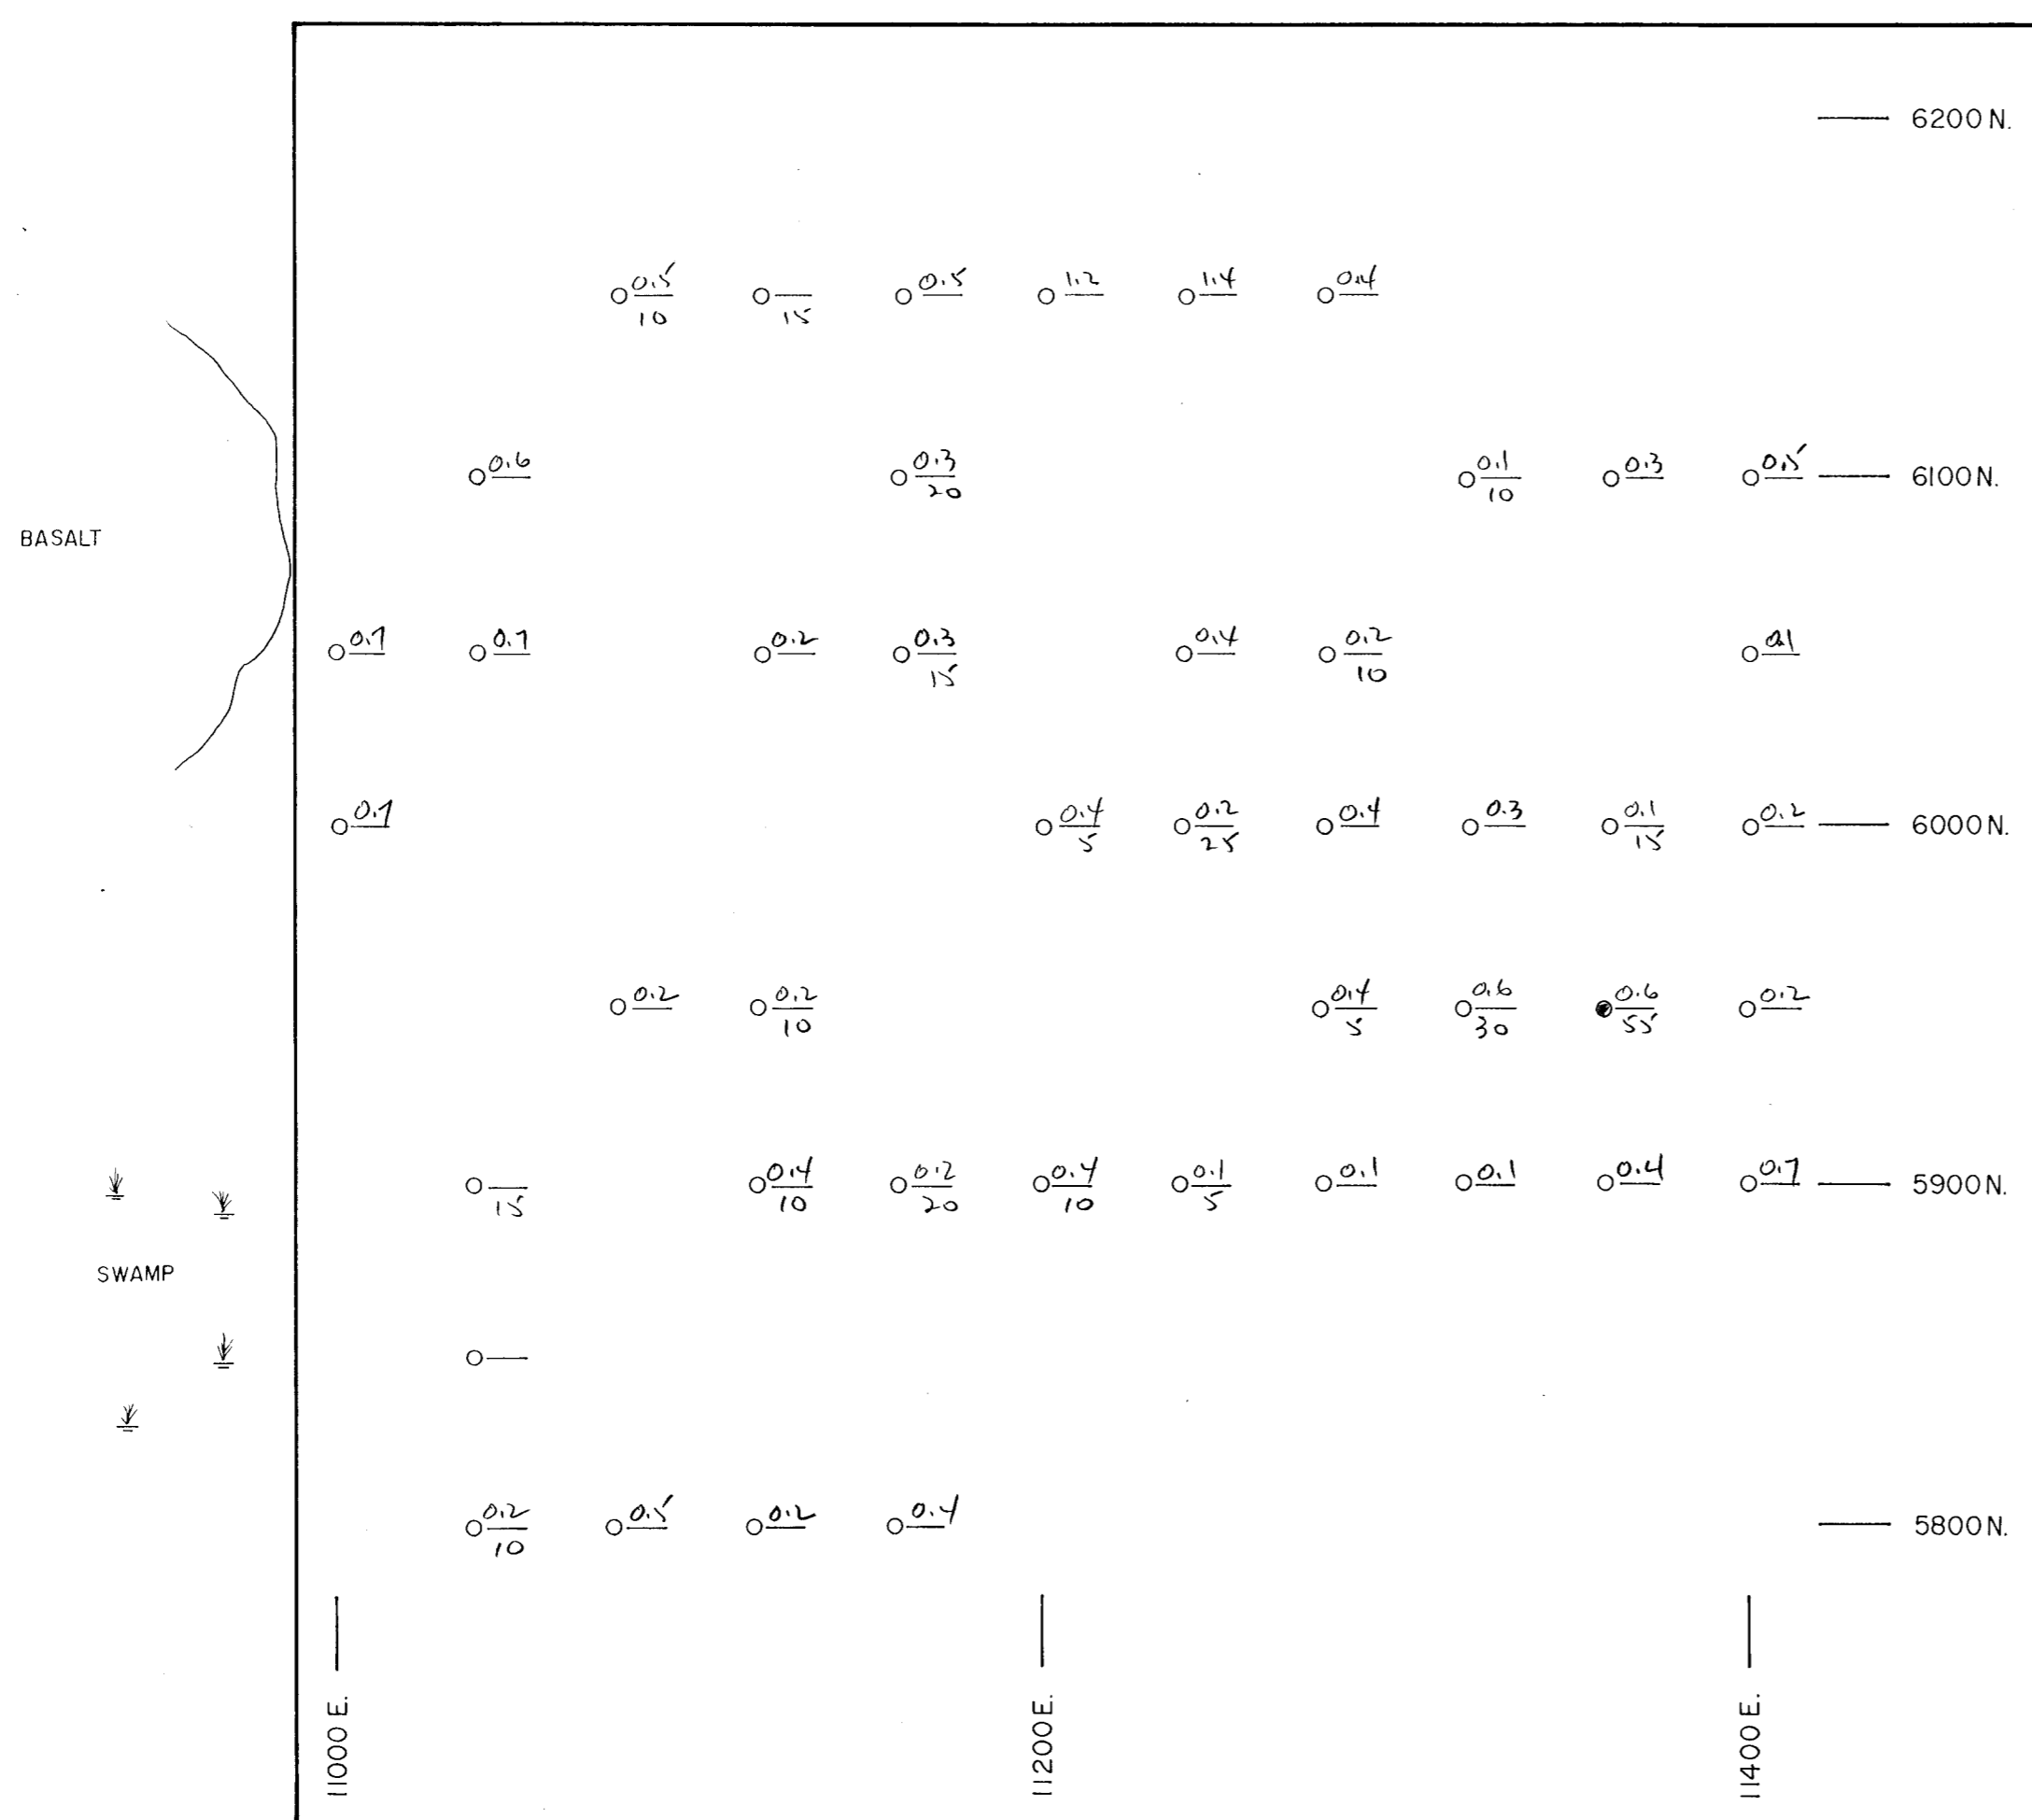 6200 N.
0.5 0.5 1.2 1.4 0.4
10 15
0.6 0.3 0.1 0.3 0.5 6100 N.
20 10
BASALT
0.7 0.7 0.2 0.3 0.4 0.2 0.1
15 10
0.7 0.4 0.2 0.4 0.3 0.1 0.2 6000 N.
5 25 15
0.2 0.2 0.4 0.6 0.6 0.2
10 5 30 55
0.4 0.2 0.4 0.1 0.1 0.1 0.4 0.7 5900 N.
15 10 20 10 5
SWAMP
0.2 0.5 0.2 0.4 5800 N.
10
11000 E. 11200 E. 11400 E.